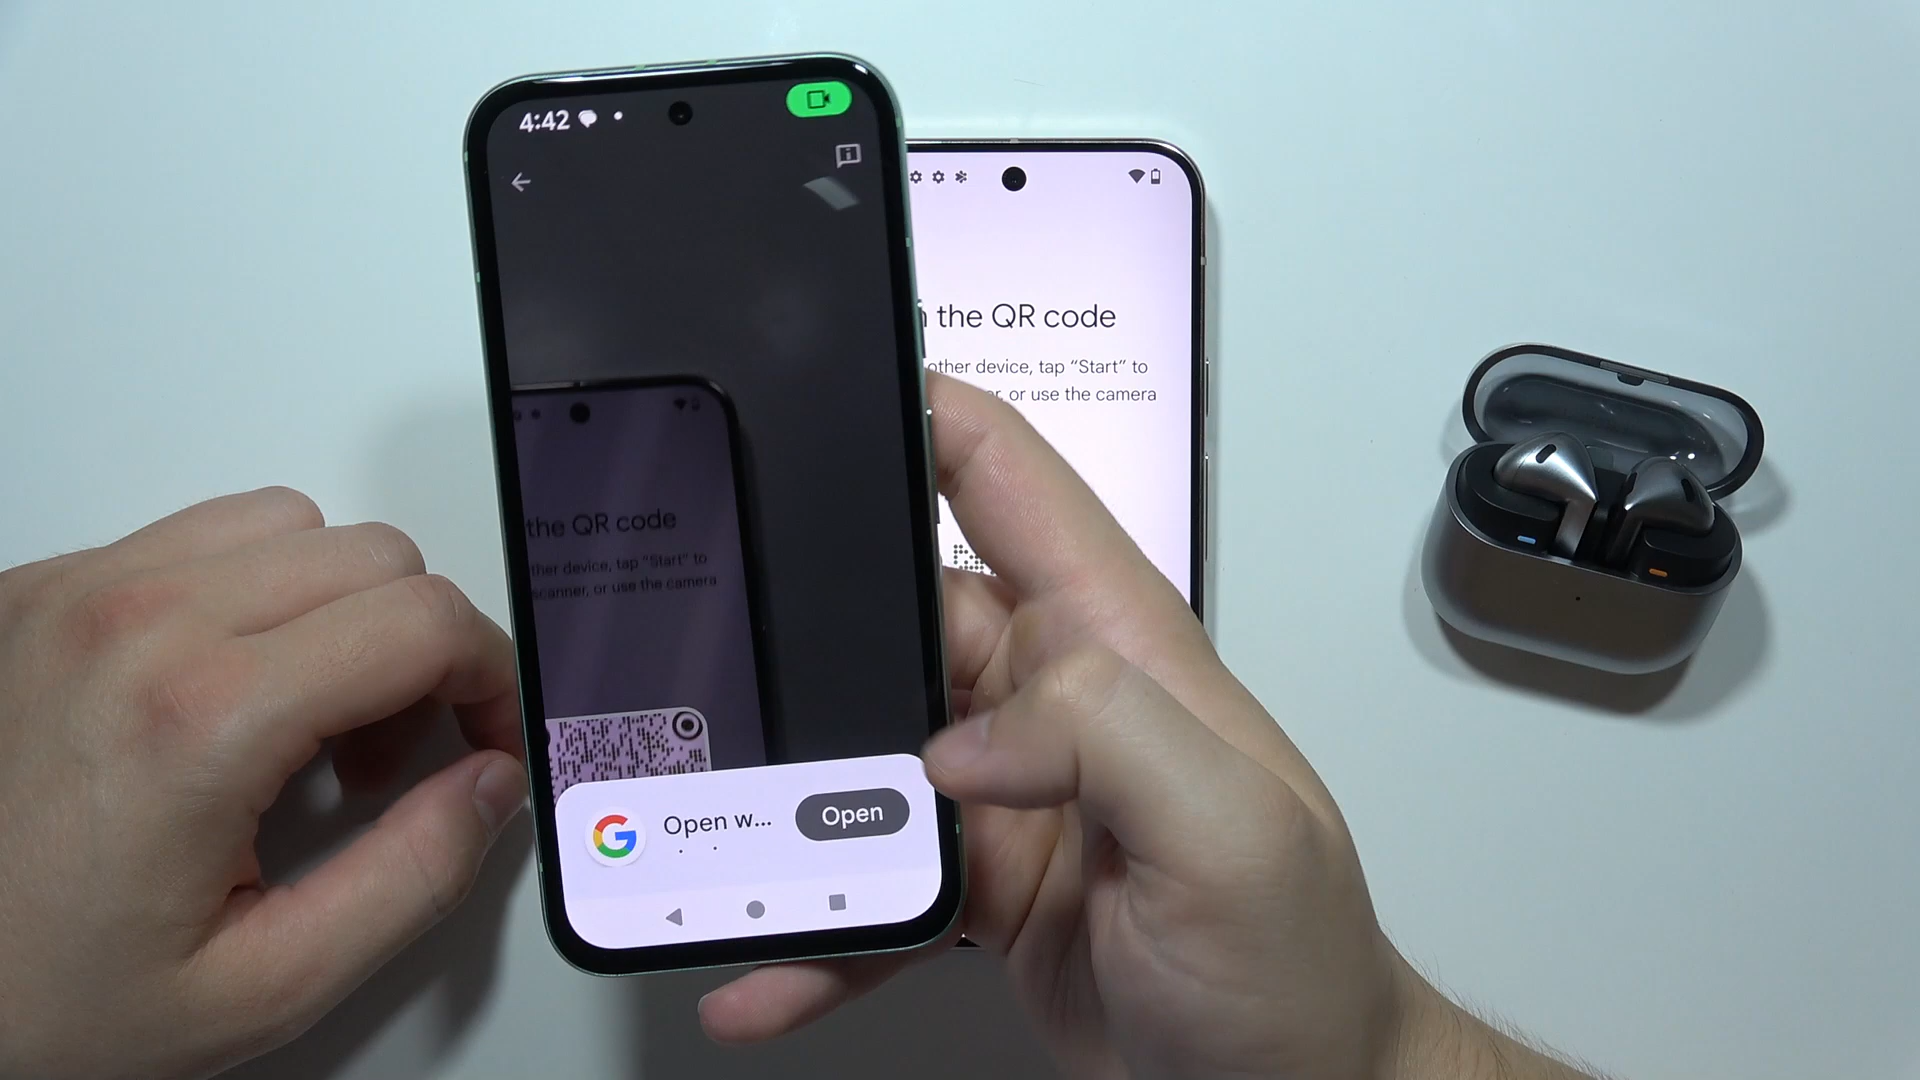 4:42
the QR code
other device, tap “Start” to
or use the camera
the QR code
ther device, tap “Start” to
scanner, or use the camera
Open w...
Open